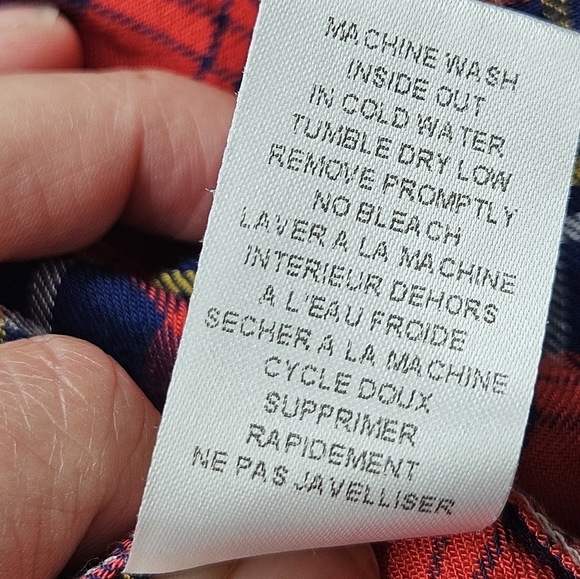 MACHINE WASH
INSIDE OUT
IN COLD WATER
TUMBLE DRY LOW
REMOVE PROMPTLY
NO BLEACH
LAVER A LA MACHINE
INTERIEUR DEHORS
A L'EAU FROIDE
SECHER A LA MACHINE
CYCLE DOUX
SUPPRIMER
RAPIDEMENT
NE PAS JAVELLISER